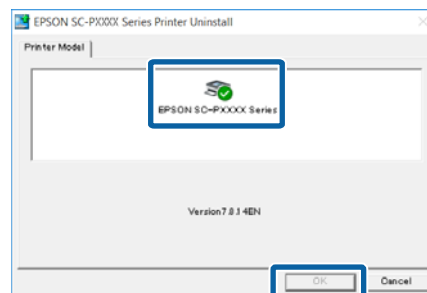 EPSON SC-PXXXX Series Printer Uninstall
Printer Model
EPSON SC-PXXXX Series
Version7.8.1 4EN
OK
Cancel